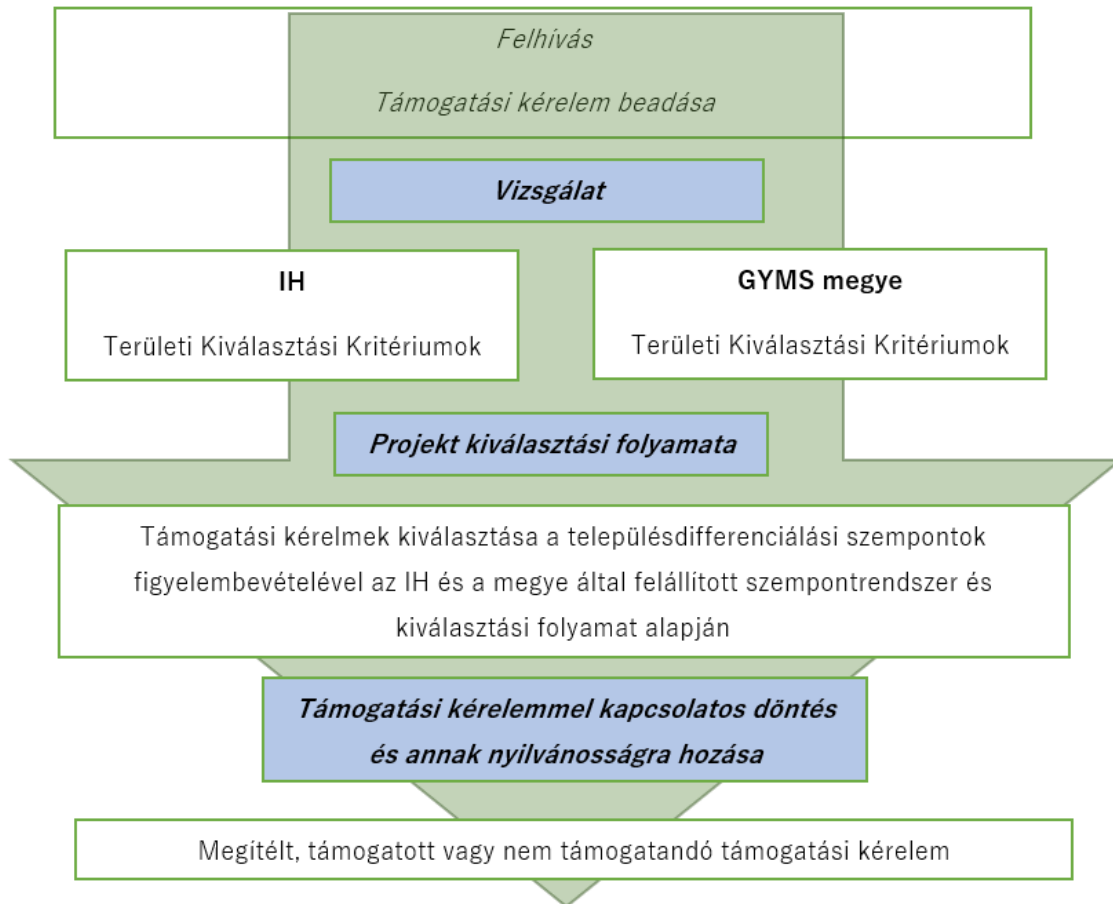 Felhívás
Támogatási kérelem beadása
Vizsgálat
IH
Területi Kiválasztási Kritériumok
GYMS megye
Területi Kiválasztási Kritériumok
Projekt kiválasztási folyamata
Támogatási kérelmek kiválasztása a településdifferenciálási szempontok
figyelembevételével az IH és a megye által felállított szempontrendszer és
kiválasztási folyamat alapján
Támogatási kérelemmel kapcsolatos döntés
és annak nyilvánosságra hozása
Megítélt, támogatott vagy nem támogatandó támogatási kérelem